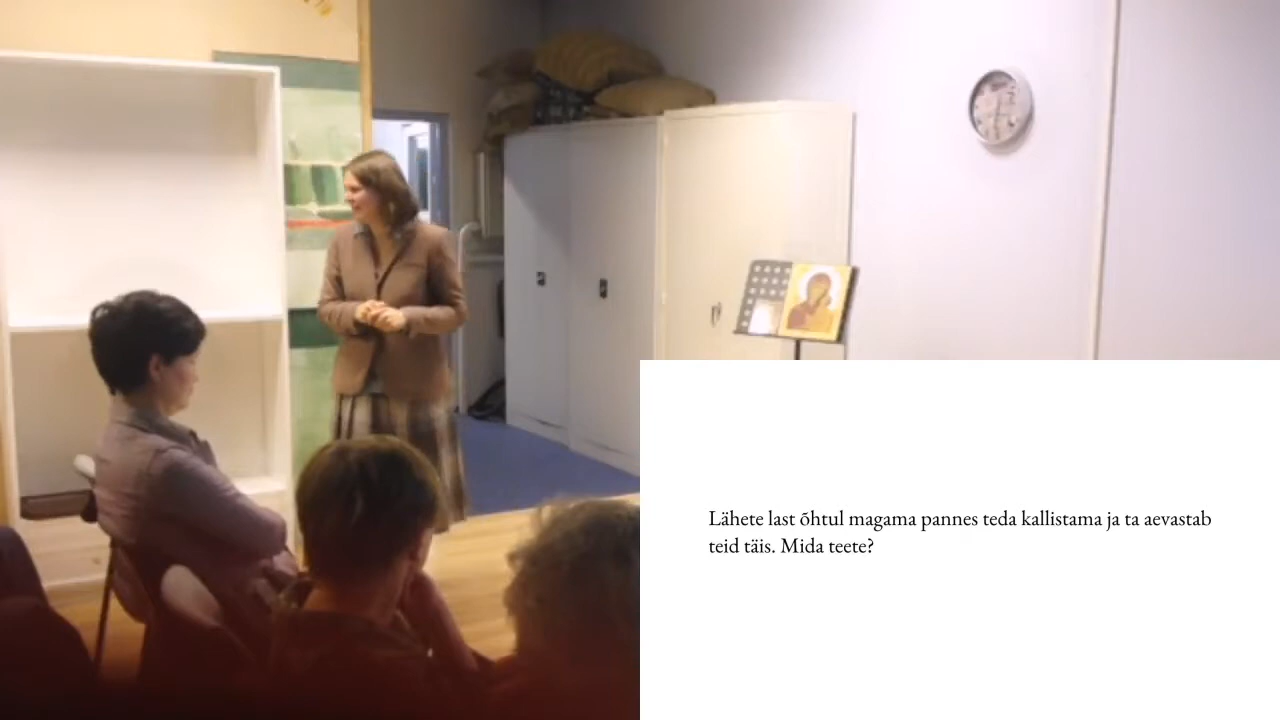 Lähete last õhtul magama pannes teda kallistama ja ta aevastab
teid täis. Mida teete?